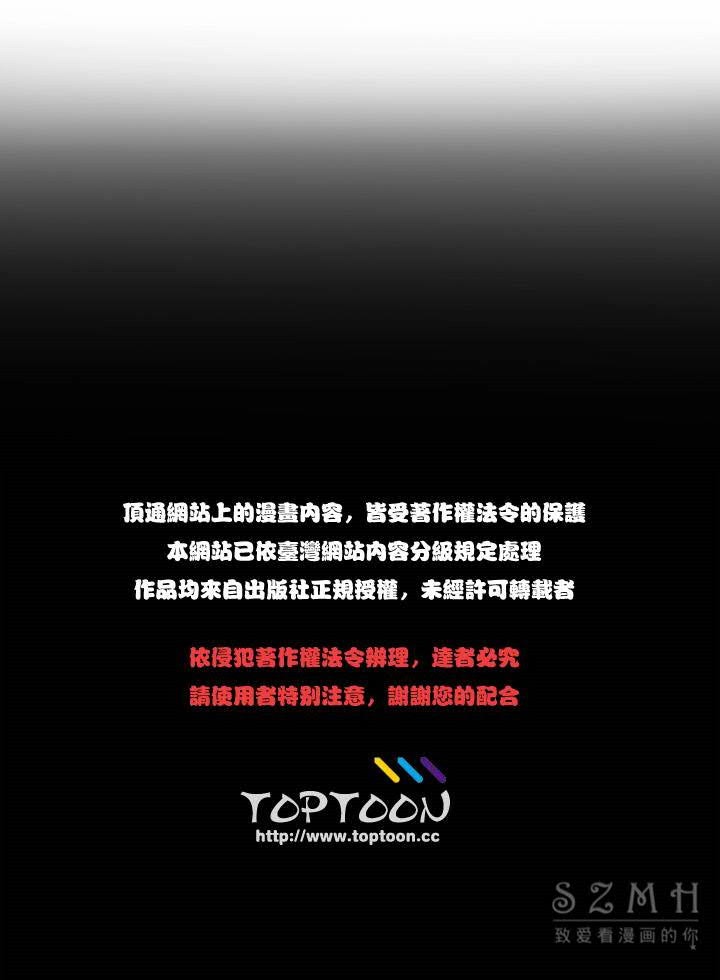 頂通網站上的漫畫內容，皆受著作權法令的保護
本網站已依臺灣網站內容分級規定處理
作品均來自出版社正規授權，未經許可轉載者
依侵犯著作權法令辨理，達者必究
請使用者特別注意，謝謝您的配合
TOPTOON
http://www.toptoon.cc
SZMH
致爱看漫画的你